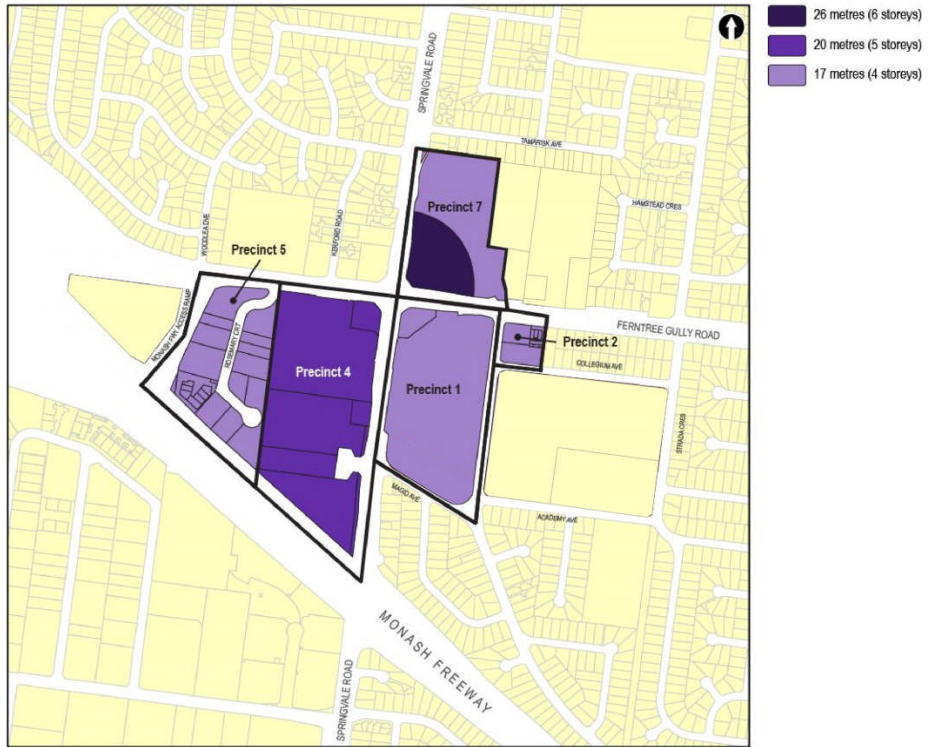 26 metres (6 storeys)
20 metres (5 storeys)
17 metres (4 storeys)
SPRINGVALE ROAD
TAMARISK AVE
HAMSTEAD CRES
WOODLEA DVE
KENFORD ROAD
Precinct 7
Precinct 5
MONASH FWY ACCESS RAMP
ROSEMARY CRT
FERNTREE GULLY ROAD
Precinct 2
COLLEGIUM AVE
Precinct 4
Precinct 1
STRADA CRES
MAGID AVE
ACADEMY AVE
MONASH FREEWAY
SPRINGVALE ROAD